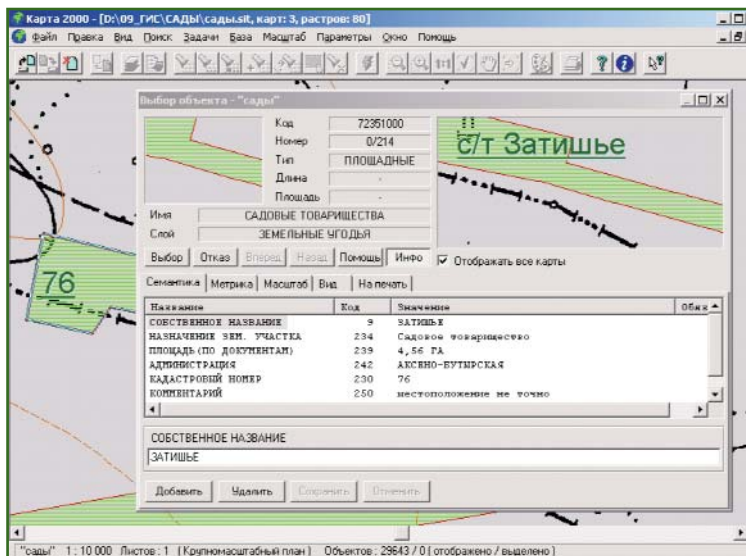 Карта 2000 - [D:\09_ГИС\САДЫ\сады.sit, карт: 3, растров: 80]
Файл Правка Вид Поиск Задачи База Масштаб Параметры Окно Помощь
Выбор объекта - "сады"
Код 72351000
Номер 0/214
Тип ПЛОЩАДНЫЕ
Длина -
Площадь -
Имя САДОВЫЕ ТОВАРИЩЕСТВА
Слой ЗЕМЕЛЬНЫЕ УГОДЬЯ
с/т Затишье
Выбор Отказ Вперед Назад Помощь Инфо Отображать все карты
76
Семантика Метрика Масштаб Вид На печать
Название Код Значение
СОБСТВЕННОЕ НАЗВАНИЕ 9 ЗАТИШЬЕ
НАЗНАЧЕНИЕ ЗЕМ. УЧАСТКА 234 Садовое товарищество
ПЛОЩАДЬ(ПО ДОКУМЕНТАМ) 239 4,56 ГА
АДМИНИСТРАЦИЯ 242 АКСЕНО-БУТЫРСКАЯ
КАДАСТРОВЫЙ НОМЕР 230 76
КОММЕНТАРИЙ 250 местоположение не точно
СОБСТВЕННОЕ НАЗВАНИЕ
ЗАТИШЬЕ
Добавить Удалить Сохранить Отменить
"сады" 1 : 10 000 Листов : 1 (Крупномасштабный план) Объектов : 29643 / 0 ( отображено / выделено )